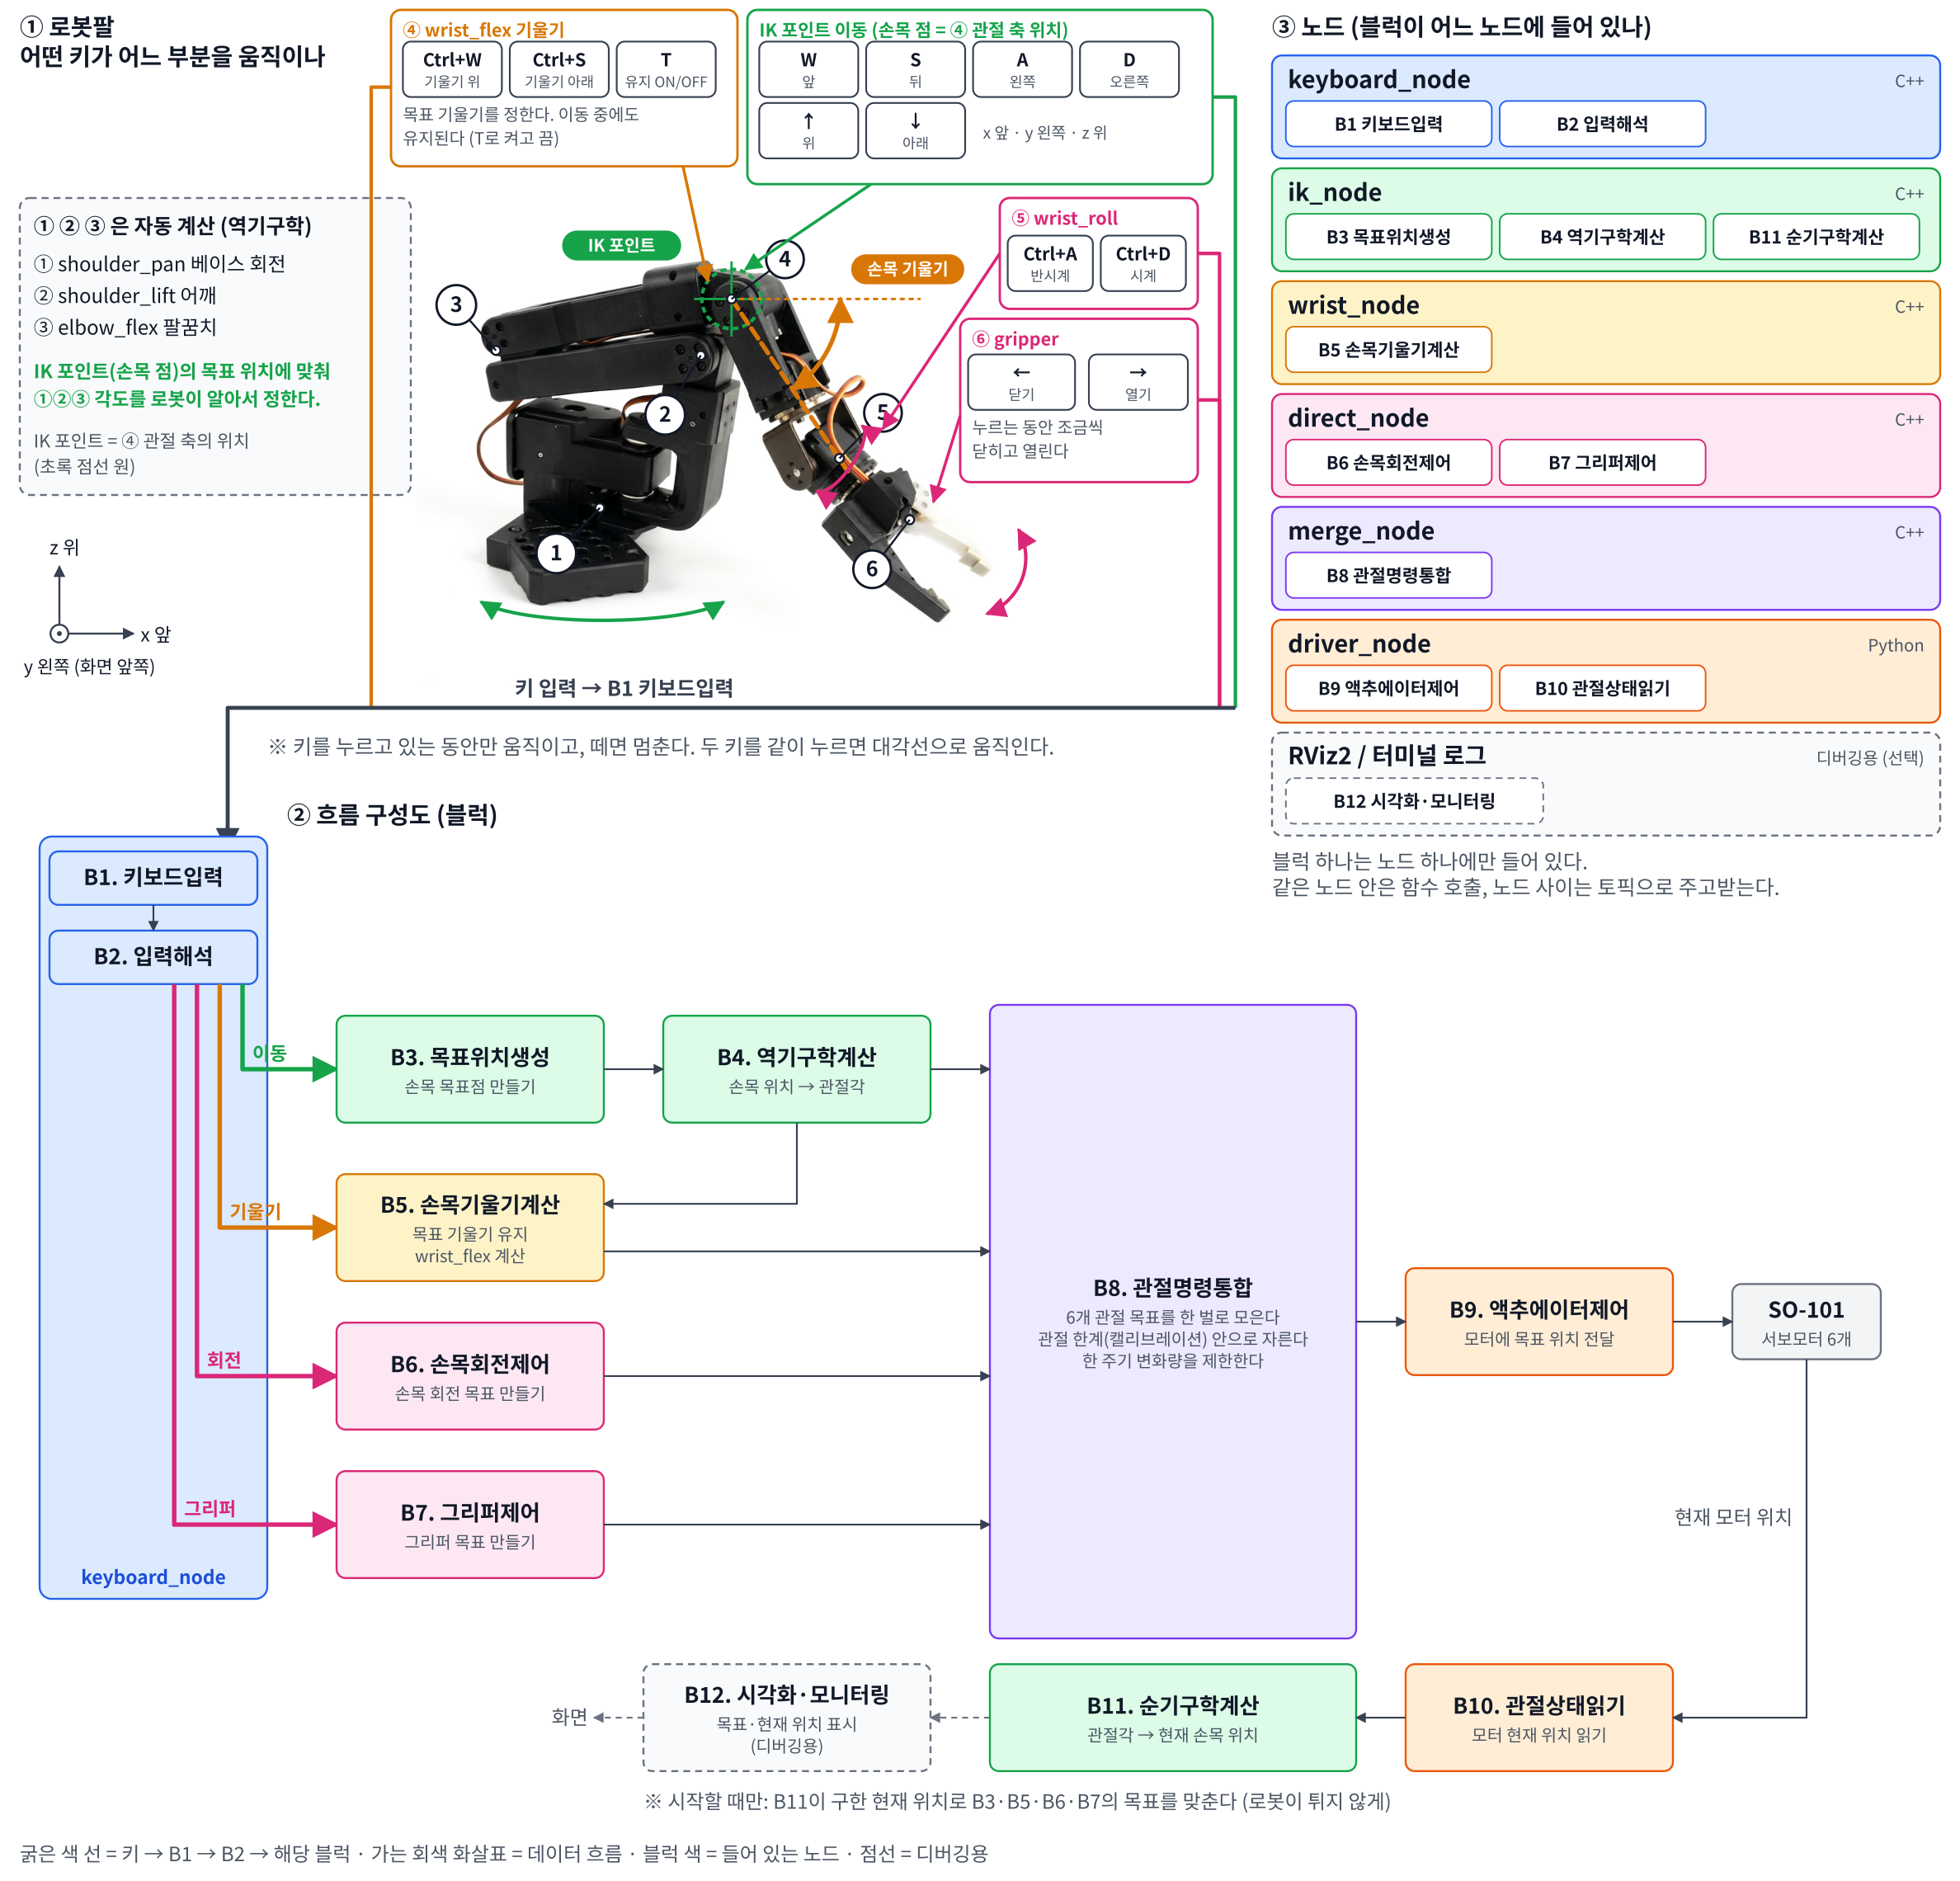 ① 로봇팔
어떤 키가 어느 부분을 움직이나
④ wrist_flex 기울기
Ctrl+W
기울기 위
Ctrl+S
기울기 아래
T
유지 ON/OFF
목표 기울기를 정한다. 이동 중에도
유지된다 (T로 켜고 끔)
IK 포인트 이동 (손목 점 = ④ 관절 축 위치)
W
앞
S
뒤
A
왼쪽
D
오른쪽
↑
위
↓
아래
x 앞 · y 왼쪽 · z 위
① ② ③ 은 자동 계산 (역기구학)
① shoulder_pan 베이스 회전
② shoulder_lift 어깨
③ elbow_flex 팔꿈치
IK 포인트(손목 점)의 목표 위치에 맞춰
①②③ 각도를 로봇이 알아서 정한다.
IK 포인트 = ④ 관절 축의 위치
(초록 점선 원)
IK 포인트
손목 기울기
1
2
3
4
5
6
⑤ wrist_roll
Ctrl+A
반시계
Ctrl+D
시계
⑥ gripper
←
닫기
→
열기
누르는 동안 조금씩
닫히고 열린다
z 위
x 앞
y 왼쪽 (화면 앞쪽)
키 입력 → B1 키보드입력
※ 키를 누르고 있는 동안만 움직이고, 떼면 멈춘다. 두 키를 같이 누르면 대각선으로 움직인다.
③ 노드 (블럭이 어느 노드에 들어 있나)
keyboard_node
C++
B1 키보드입력
B2 입력해석
ik_node
C++
B3 목표위치생성
B4 역기구학계산
B11 순기구학계산
wrist_node
C++
B5 손목기울기계산
direct_node
C++
B6 손목회전제어
B7 그리퍼제어
merge_node
C++
B8 관절명령통합
driver_node
Python
B9 액추에이터제어
B10 관절상태읽기
RViz2 / 터미널 로그
디버깅용 (선택)
B12 시각화·모니터링
블럭 하나는 노드 하나에만 들어 있다.
같은 노드 안은 함수 호출, 노드 사이는 토픽으로 주고받는다.
② 흐름 구성도 (블럭)
B1. 키보드입력
B2. 입력해석
이동
기울기
회전
그리퍼
keyboard_node
B3. 목표위치생성
손목 목표점 만들기
B4. 역기구학계산
손목 위치 → 관절각
B5. 손목기울기계산
목표 기울기 유지
wrist_flex 계산
B6. 손목회전제어
손목 회전 목표 만들기
B7. 그리퍼제어
그리퍼 목표 만들기
B8. 관절명령통합
6개 관절 목표를 한 벌로 모은다
관절 한계(캘리브레이션) 안으로 자른다
한 주기 변화량을 제한한다
B9. 액추에이터제어
모터에 목표 위치 전달
SO-101
서보모터 6개
현재 모터 위치
B10. 관절상태읽기
모터 현재 위치 읽기
B11. 순기구학계산
관절각 → 현재 손목 위치
B12. 시각화·모니터링
목표·현재 위치 표시
(디버깅용)
화면
※ 시작할 때만: B11이 구한 현재 위치로 B3·B5·B6·B7의 목표를 맞춘다 (로봇이 튀지 않게)
굵은 색 선 = 키 → B1 → B2 → 해당 블럭 · 가는 회색 화살표 = 데이터 흐름 · 블럭 색 = 들어 있는 노드 · 점선 = 디버깅용